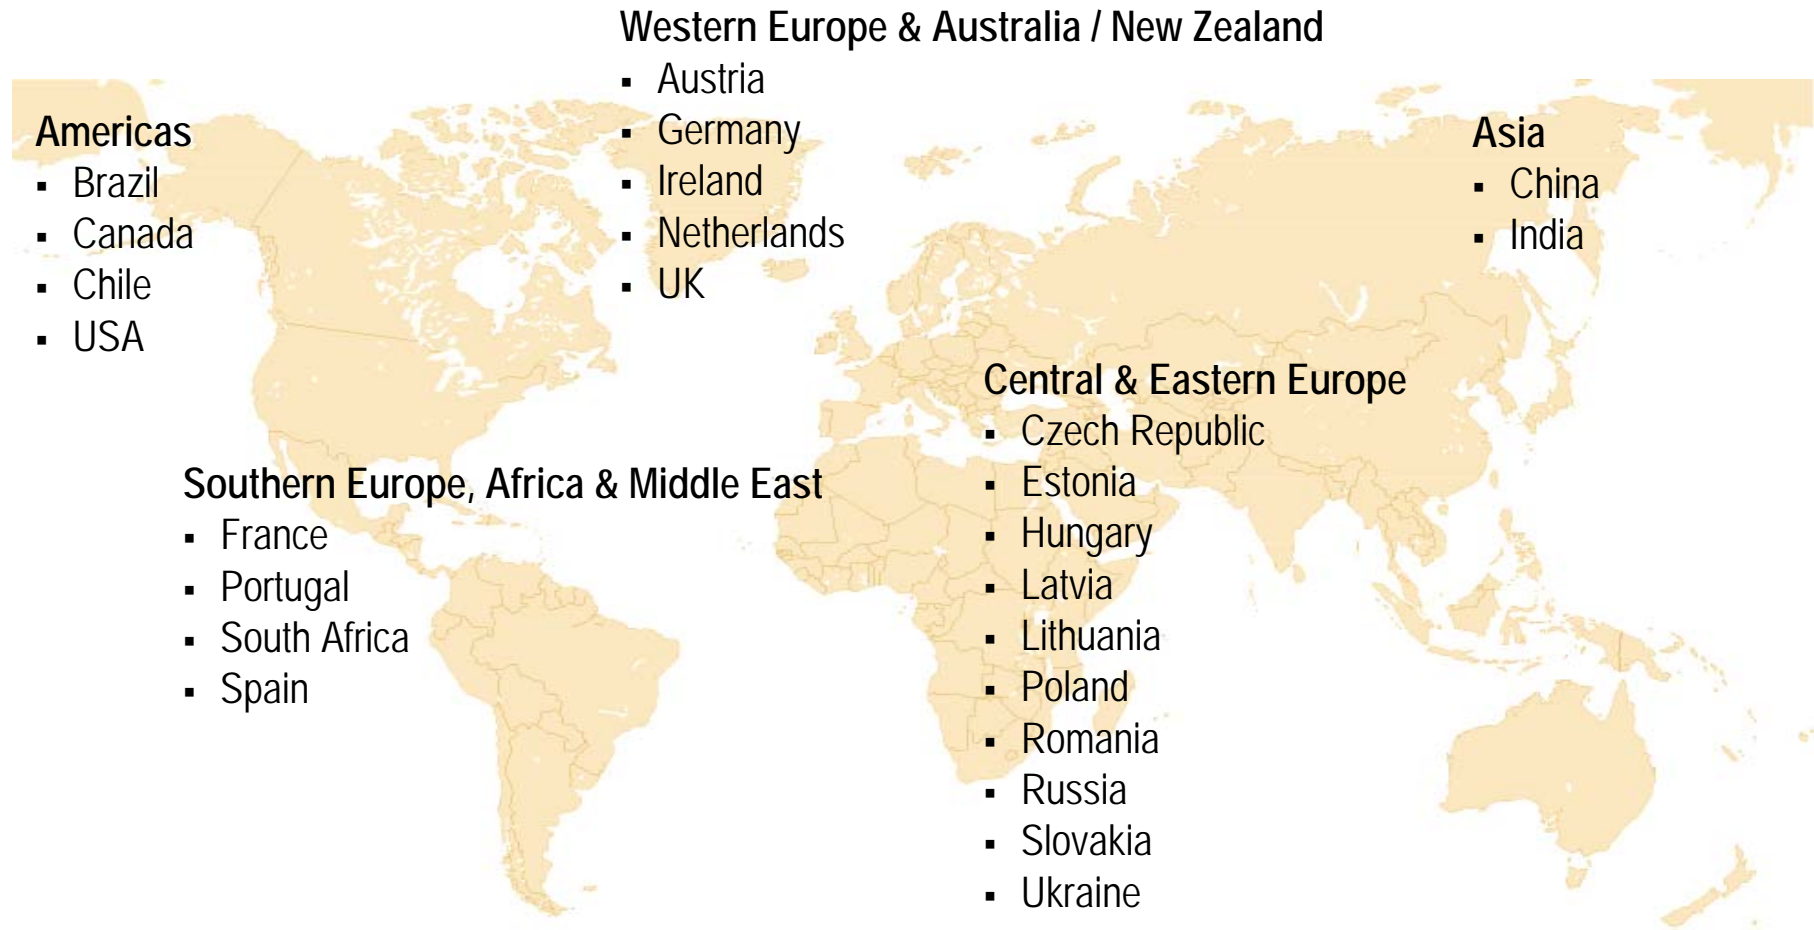 Western Europe & Australia / New Zealand
▪ Austria
▪ Germany
▪ Ireland
▪ Netherlands
▪ UK
Americas
▪ Brazil
▪ Canada
▪ Chile
▪ USA
Asia
▪ China
▪ India
Central & Eastern Europe
▪ Czech Republic
▪ Estonia
▪ Hungary
▪ Latvia
▪ Lithuania
▪ Poland
▪ Romania
▪ Russia
▪ Slovakia
▪ Ukraine
Southern Europe, Africa & Middle East
▪ France
▪ Portugal
▪ South Africa
▪ Spain